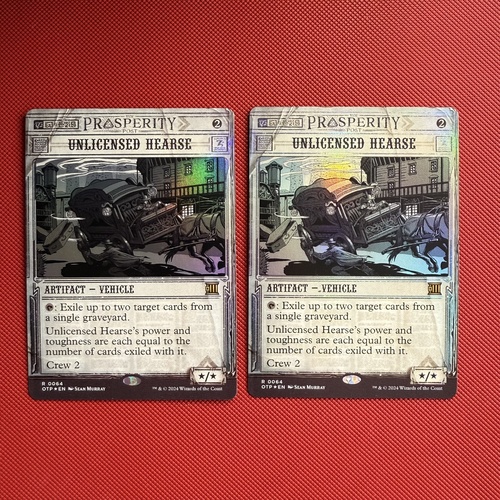 PROSPERITY
POST
2
UNLICENSED HEARSE
ARTIFACT – VEHICLE
: Exile up to two target cards from
a single graveyard.
Unlicensed Hearse's power and
toughness are each equal to the
number of cards exiled with it.
Crew 2
★/★
R 0064
OTP ★ EN Sean Murray
™ & © 2024 Wizards of the Coast
PROSPERITY
POST
2
UNLICENSED HEARSE
ARTIFACT – VEHICLE
: Exile up to two target cards from
a single graveyard.
Unlicensed Hearse's power and
toughness are each equal to the
number of cards exiled with it.
Crew 2
★/★
R 0064
OTP ★ EN Sean Murray
™ & © 2024 Wizards of the Coast